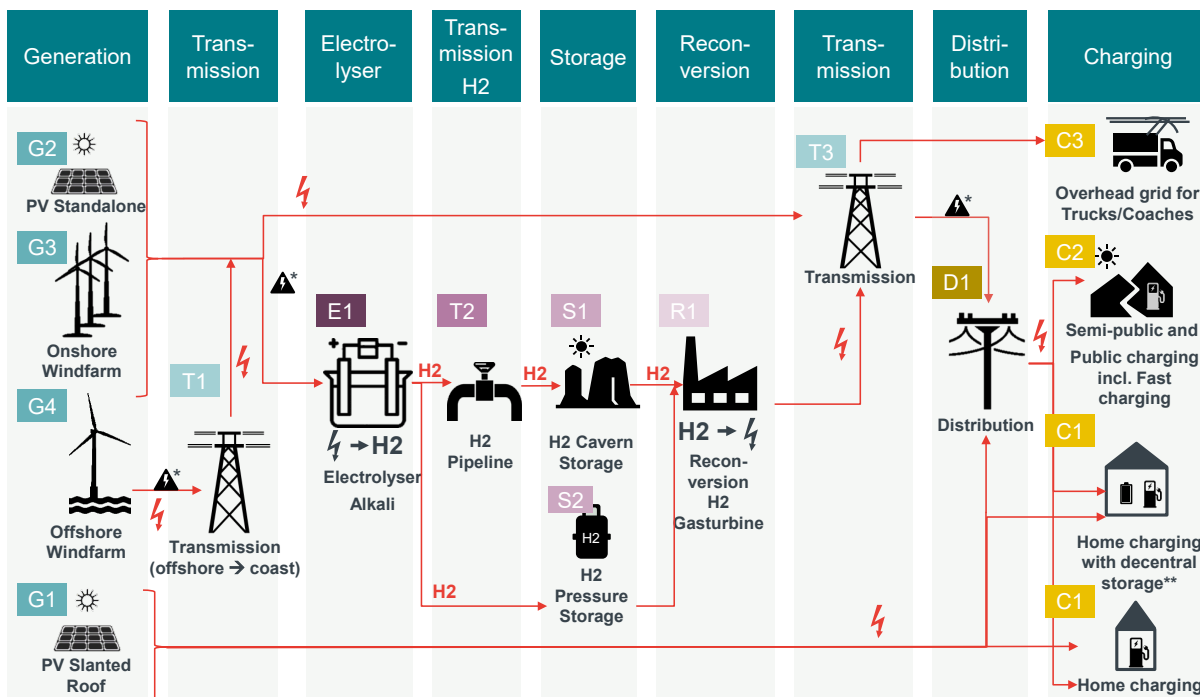 Generation
Trans-
mission
Electro-
lyser
Trans-
mission
H2
Storage
Recon-
version
Trans-
mission
Distri-
bution
Charging
G2
PV Standalone
G3
Onshore
Windfarm
G4
*
Offshore
Windfarm
G1
PV Slanted
Roof
T1
Transmission
(offshore → coast)
*
E1
+ -
→H2
Electrolyser
Alkali
H2
H2
T2
H2
Pipeline
H2
S1
H2 Cavern
Storage
H2
S2
H2
H2
Pressure
Storage
R1
H2 →
Recon-
version
H2
Gasturbine
T3
Transmission
*
D1
Distribution
C3
Overhead grid for
Trucks/Coaches
C2
Semi-public and
Public charging
incl. Fast
charging
C1
Home charging
with decentral
storage**
C1
Home charging